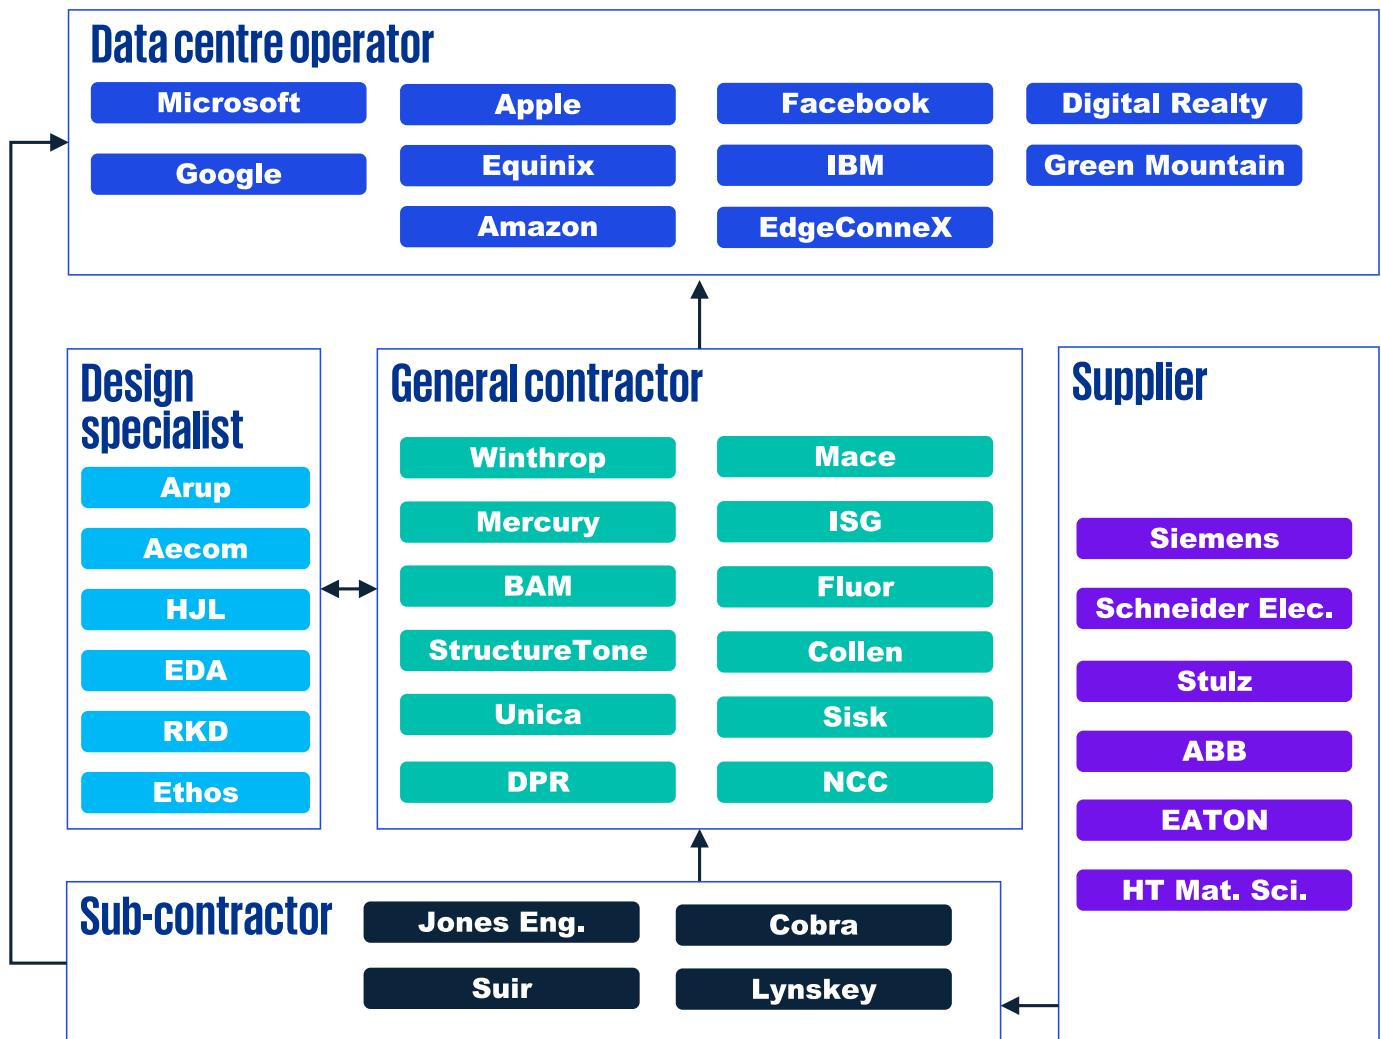 Data centre operator
Microsoft
Apple
Facebook
Digital Realty
Google
Equinix
IBM
Green Mountain
Amazon
EdgeConneX
Design
specialist
Arup
Aecom
HJL
EDA
RKD
Ethos
General contractor
Winthrop
Mace
Mercury
ISG
BAM
Fluor
StructureTone
Collen
Unica
Sisk
DPR
NCC
Supplier
Siemens
Schneider Elec.
Stulz
ABB
EATON
HT Mat. Sci.
Sub-contractor
Jones Eng.
Cobra
Suir
Lynskey